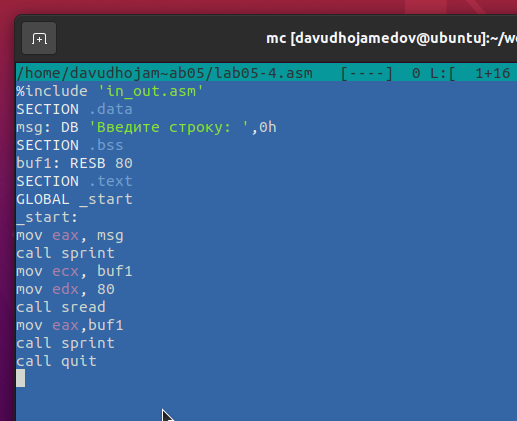 mc [davudhojamedov@ubuntu]:~/w
/home/davudhojam~ab05/lab05-4.asm   [----]  0 L:[  1+16
%include 'in_out.asm'
SECTION .data
msg: DB 'Введите строку: ',0h
SECTION .bss
buf1: RESB 80
SECTION .text
GLOBAL _start
_start:
mov eax, msg
call sprint
mov ecx, buf1
mov edx, 80
call sread
mov eax,buf1
call sprint
call quit